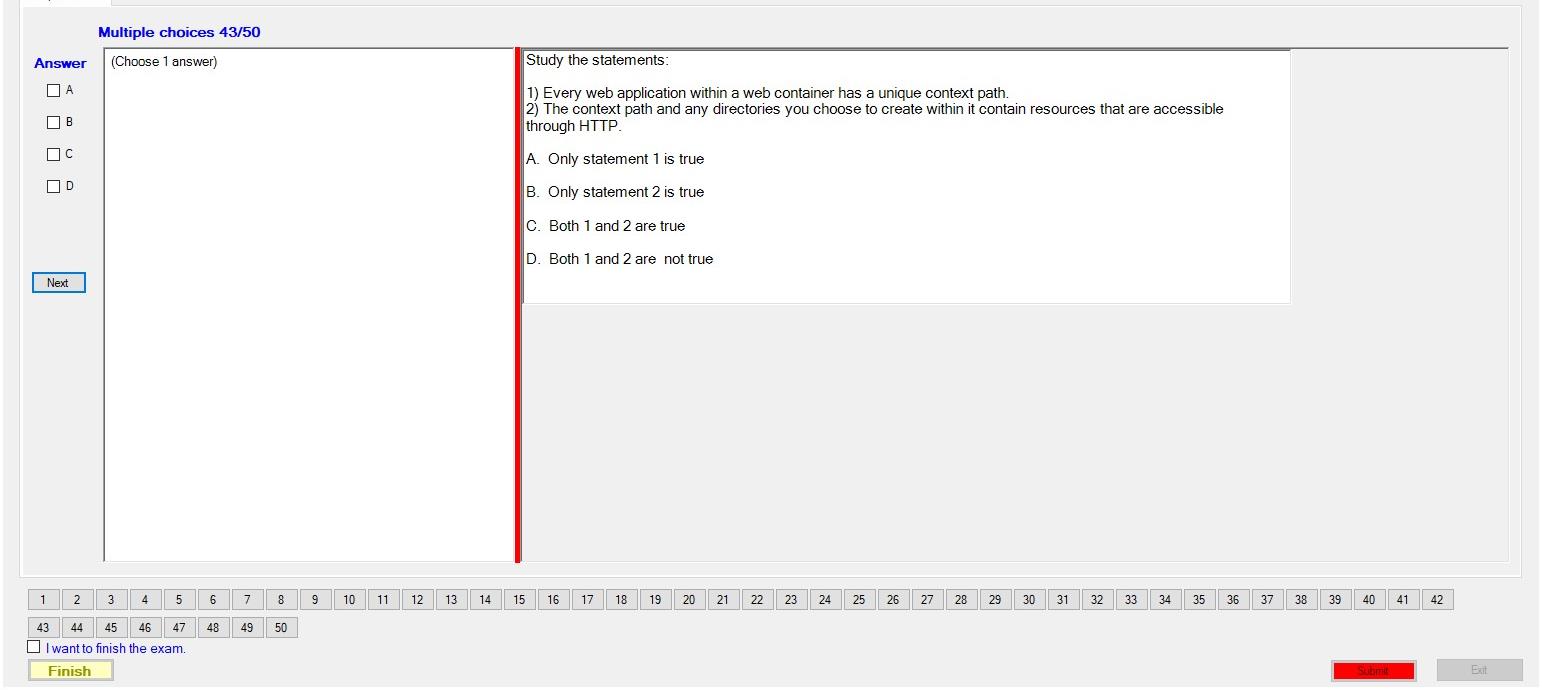 Multiple choices 43/50
Answer
(Choose 1 answer)
A
B
C
D
Next
Study the statements:
1) Every web application within a web container has a unique context path.
2) The context path and any directories you choose to create within it contain resources that are accessible
through HTTP.
A. Only statement 1 is true
B. Only statement 2 is true
C. Both 1 and 2 are true
D. Both 1 and 2 are not true
1 2 3 4 5 6 7 8 9 10 11 12 13 14 15 16 17 18 19 20 21 22 23 24 25 26 27 28 29 30 31 32 33 34 35 36 37 38 39 40 41 42
43 44 45 46 47 48 49 50
I want to finish the exam.
Finish
Submit
Exit